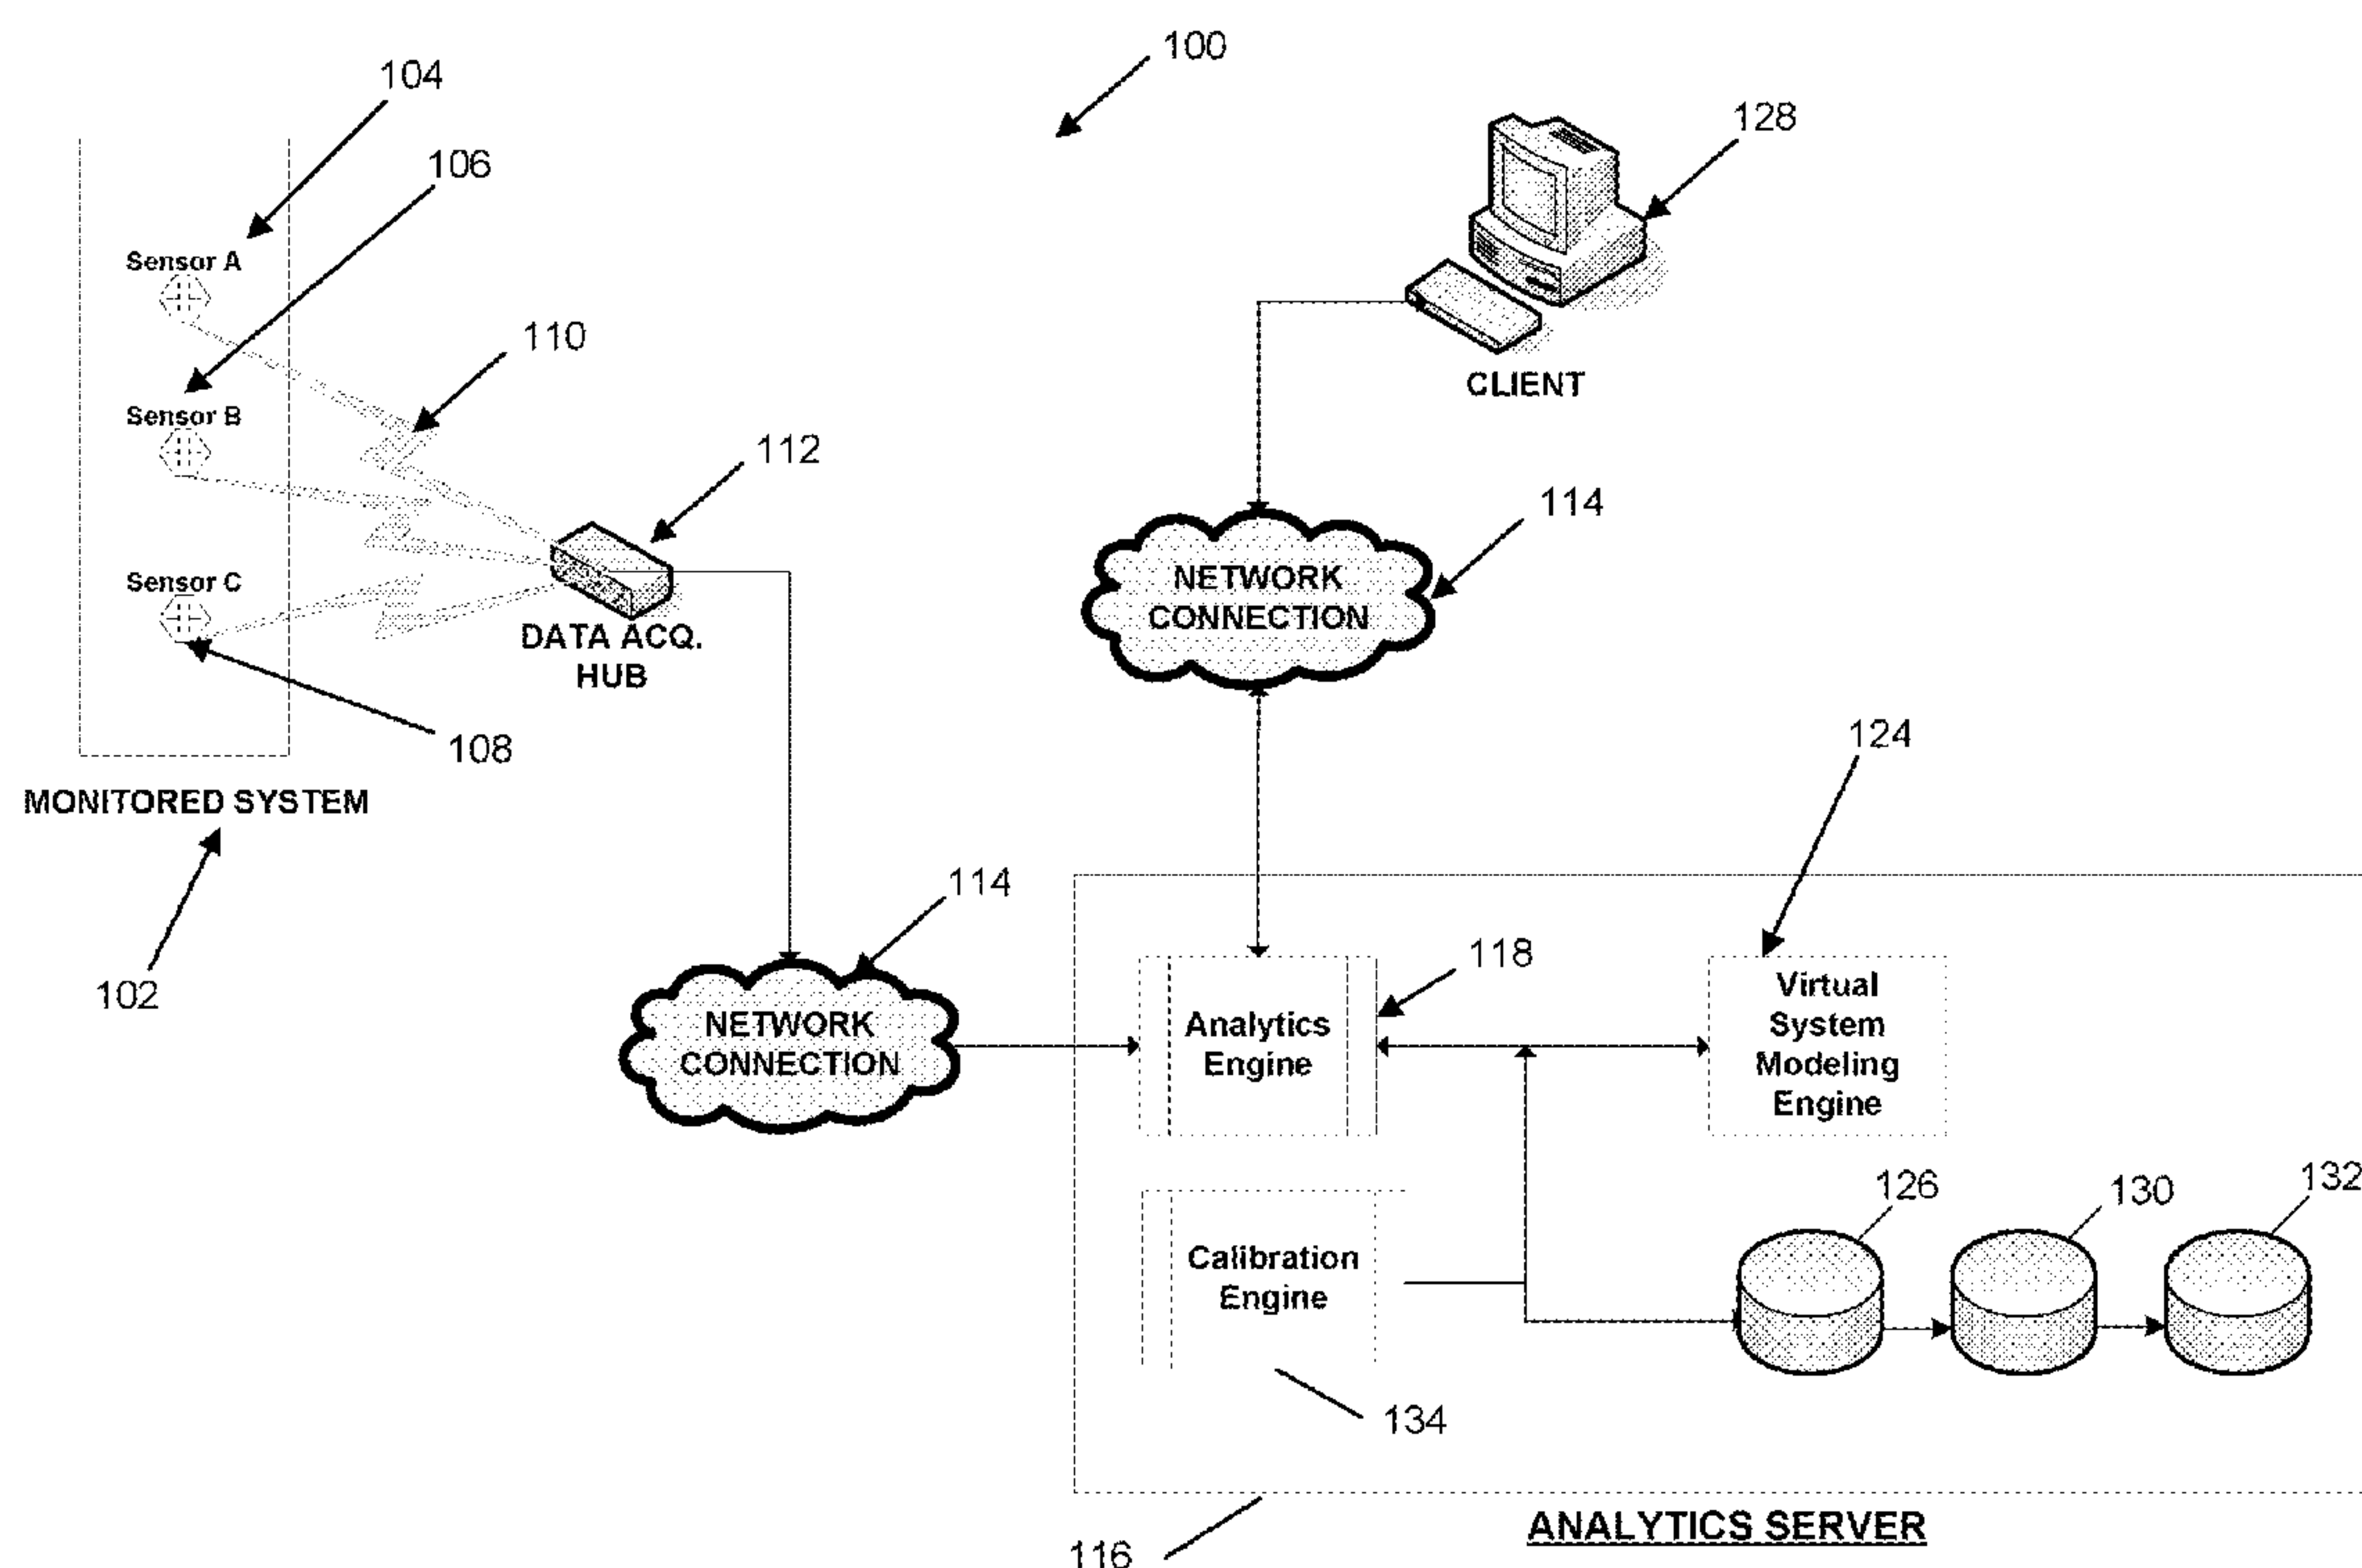 100
104
128
106
Sensor A
110
CLIENT
Sensor B
112
114
NETWORK
CONNECTION
Sensor C
DATA ACQ.
HUB
108
124
MONITORED SYSTEM
114
118
102
Virtual
System
Modeling
Engine
Analytics
Engine
NETWORK
CONNECTION
126
130
132
Calibration
Engine
134
ANALYTICS SERVER
116